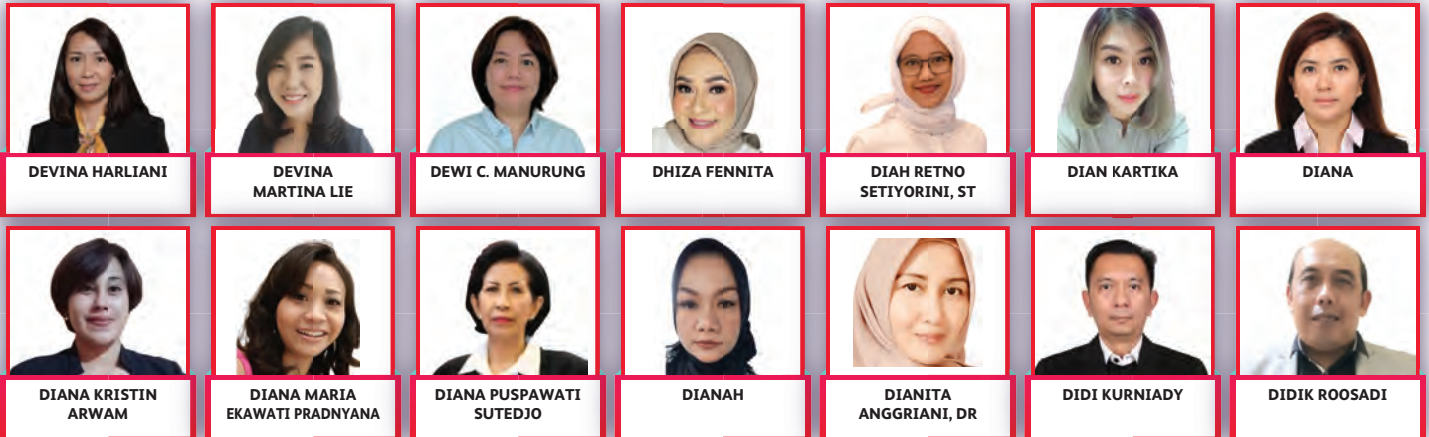 DEVINA HARLIANI
DEVINA
MARTINA LIE
DEWI C. MANURUNG
DHIZA FENNITA
DIAH RETNO
SETIYORINI, ST
DIAN KARTIKA
DIANA
DIANA KRISTIN
ARWAM
DIANA MARIA
EKAWATI PRADNYANA
DIANA PUSPAWATI
SUTEDJO
DIANAH
DIANITA
ANGGRIANI, DR
DIDI KURNIADY
DIDIK ROOSADI